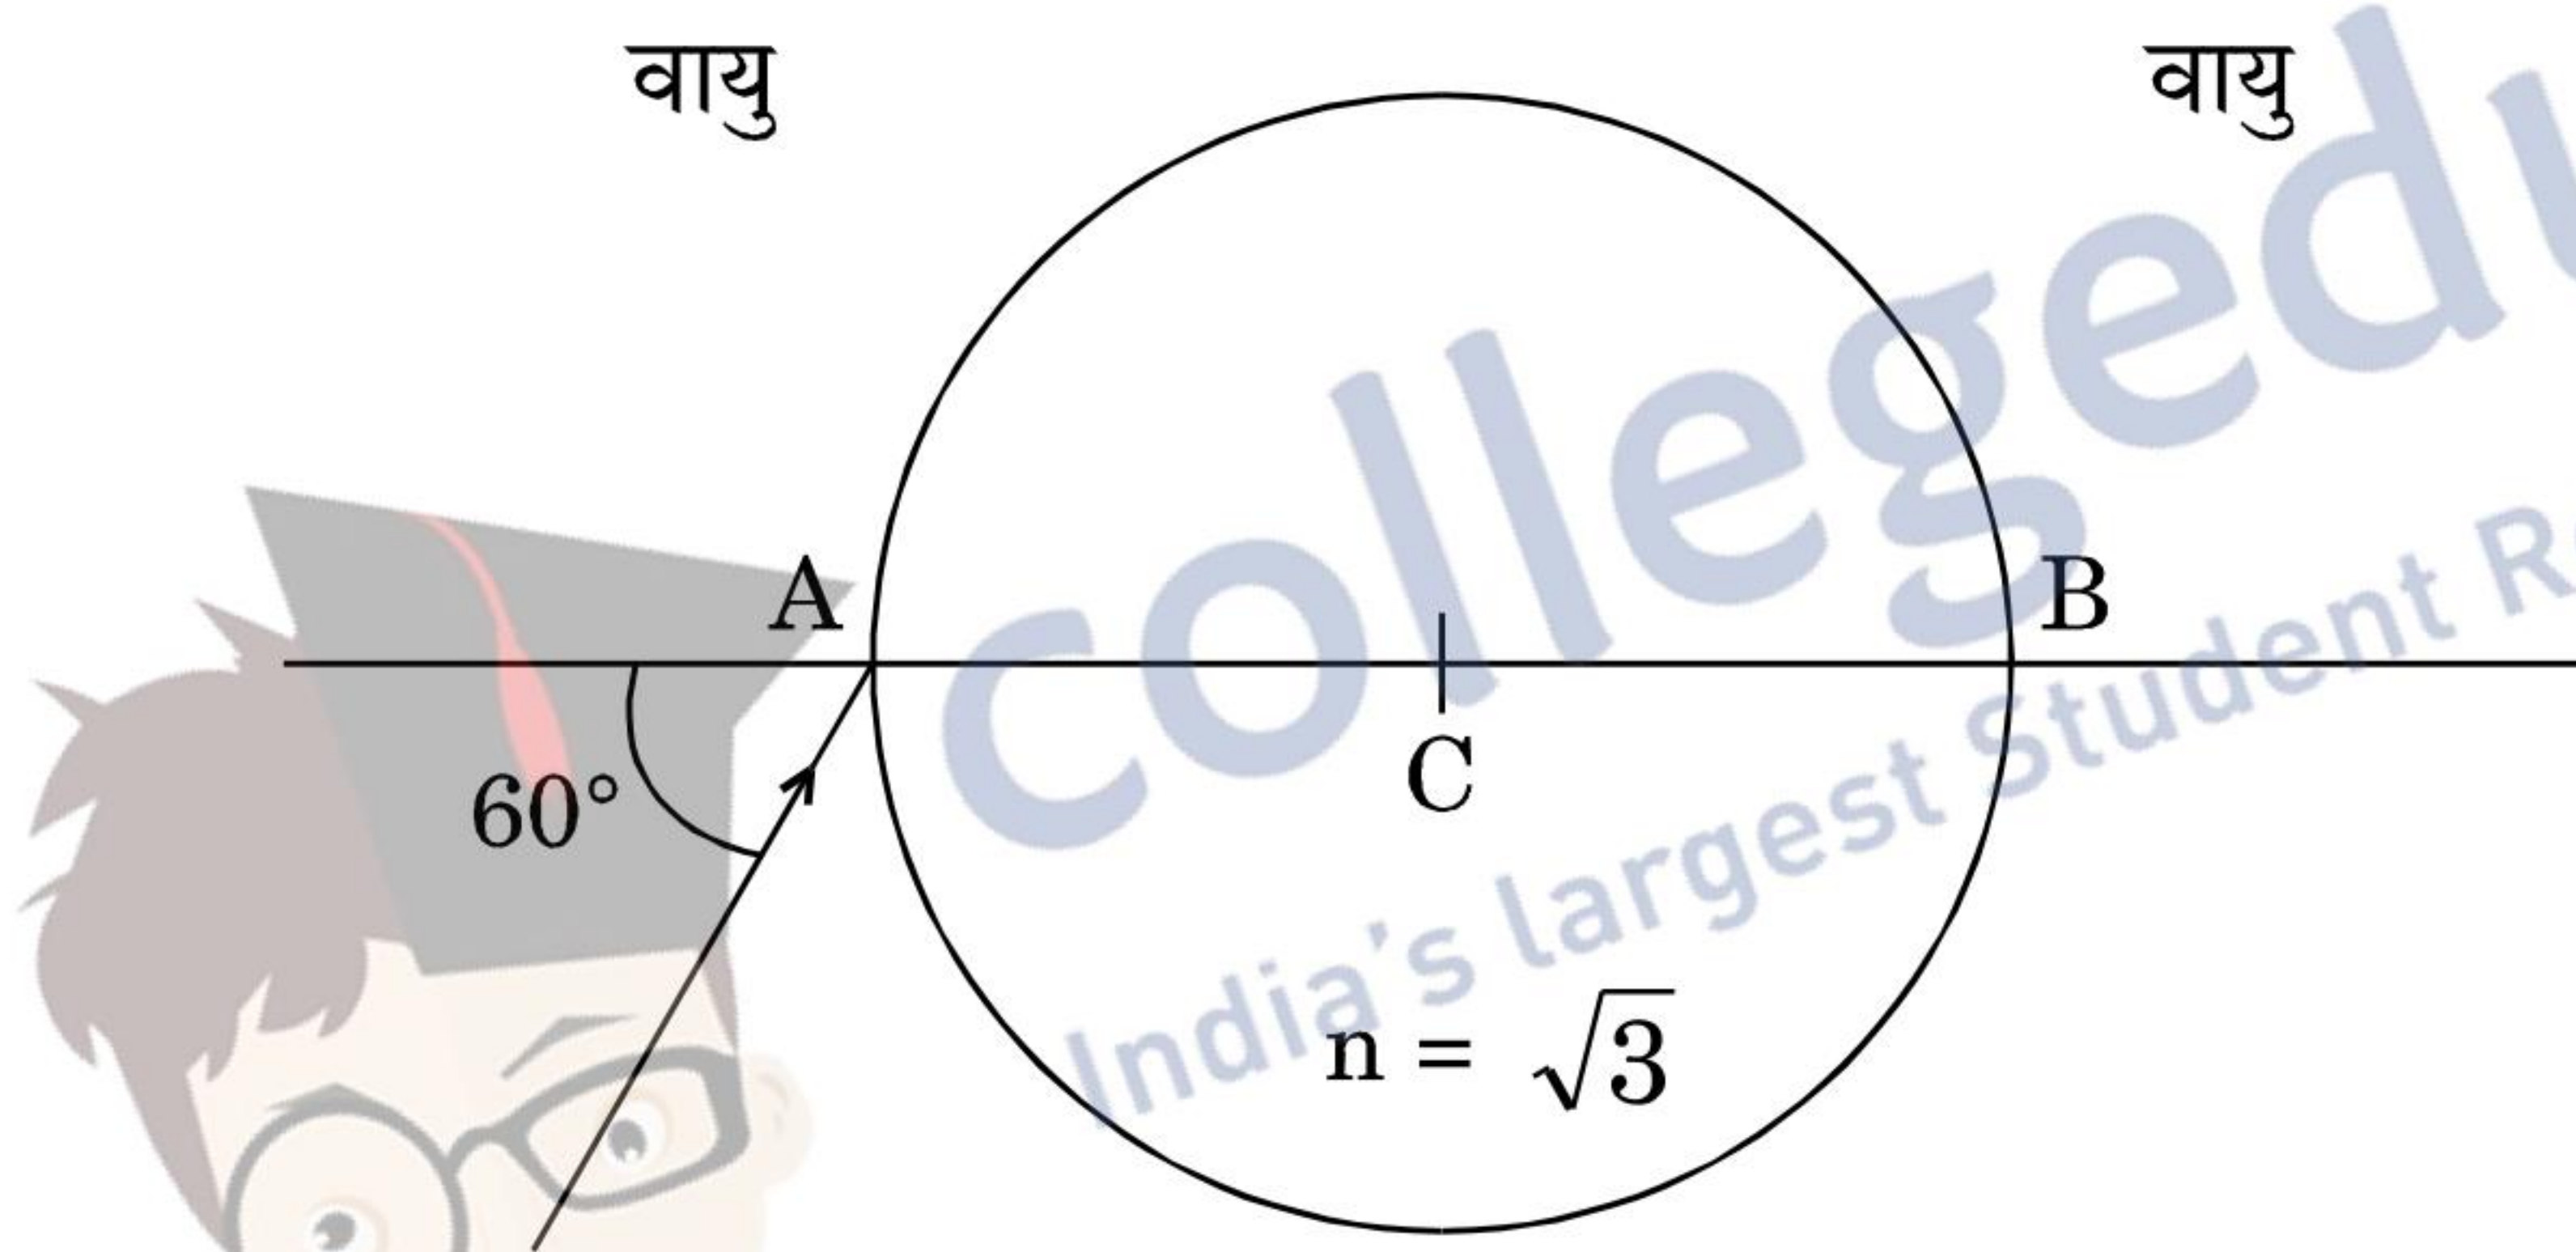 वायु
वायु
A
B
60°
C
n = √3
collegedu
India's largest Student R